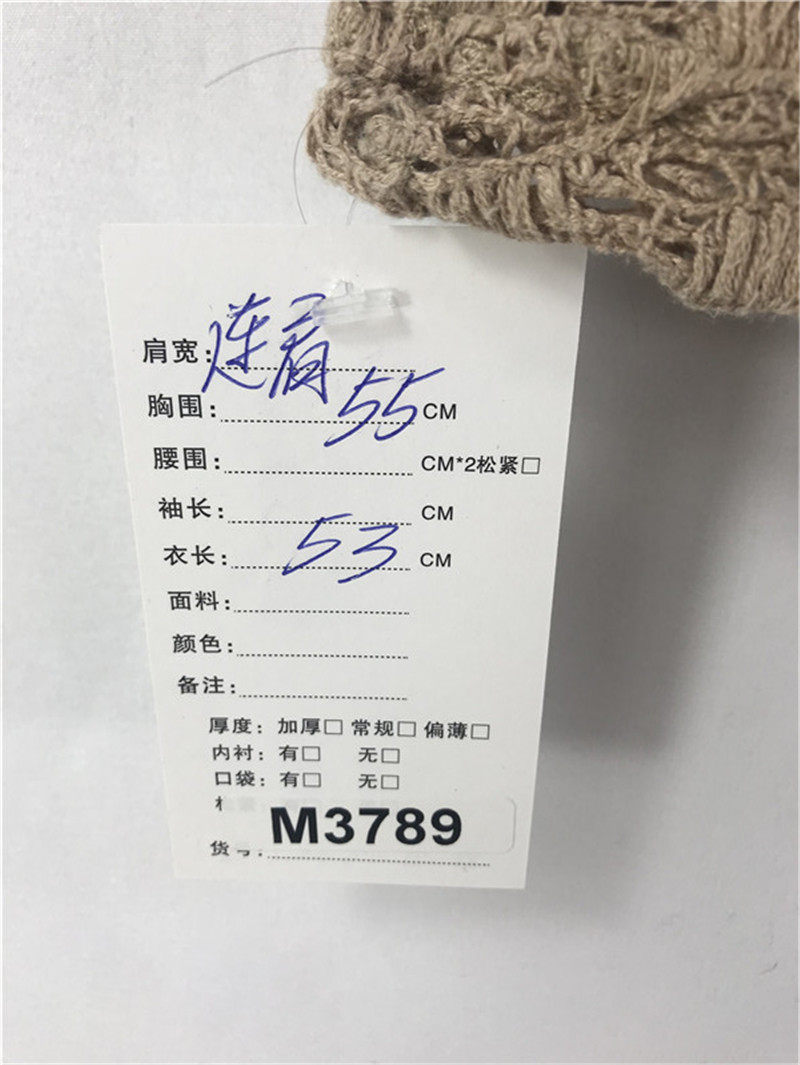 肩宽：连肩
胸围：55 CM
腰围： CM*2松紧□
袖长： CM
衣长：53 CM
面料：
颜色：
备注：
厚度：加厚□ 常规□ 偏薄□
内衬：有□ 无□
口袋：有□ 无□
M3789
货号：